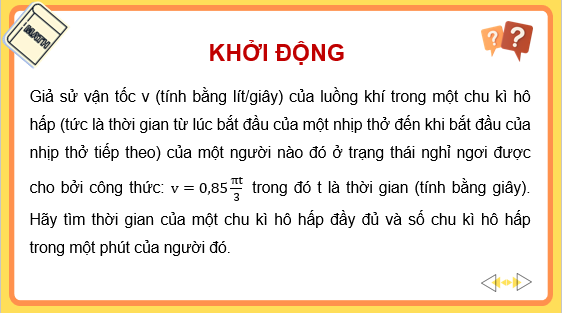 KHỞI ĐỘNG
Giả sử vận tốc v (tính bằng lít/giây) của luồng khí trong một chu kì hô
hấp (tức là thời gian từ lúc bắt đầu của một nhịp thở đến khi bắt đầu của
nhịp thở tiếp theo) của một người nào đó ở trạng thái nghỉ ngơi được
cho bởi công thức: v = 0,85 πt/3 trong đó t là thời gian (tính bằng giây).
Hãy tìm thời gian của một chu kì hô hấp đầy đủ và số chu kì hô hấp
trong một phút của người đó.